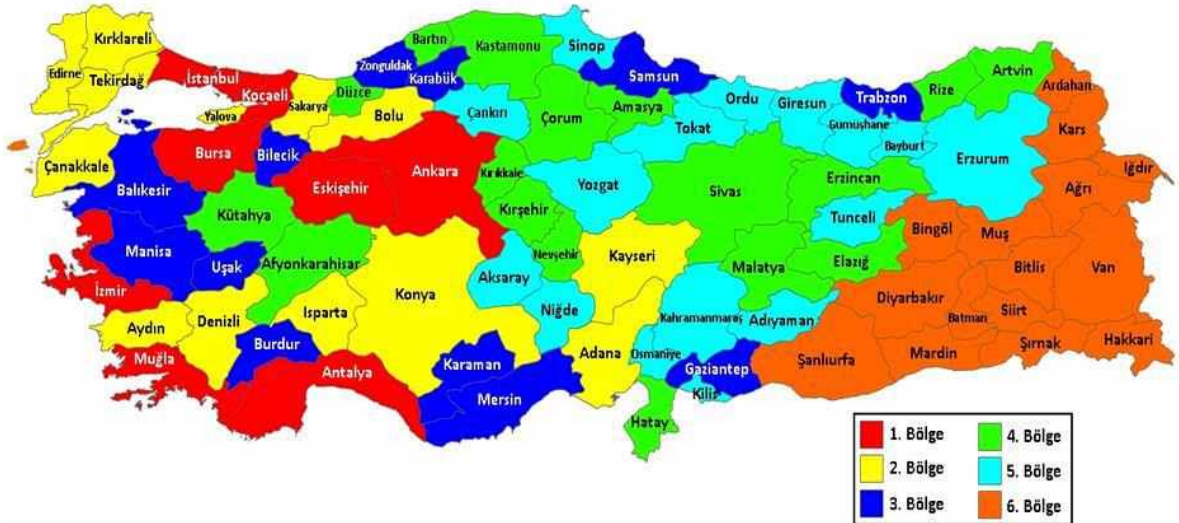 Kırklareli
Edirne
Tekirdağ
İstanbul
Kocaeli
Yalova
Sakarya
Düzce
Bolu
Zonguldak
Bartın
Karabük
Kastamonu
Sinop
Samsun
Çankırı
Çorum
Amasya
Tokat
Ordu
Giresun
Trabzon
Gümüşhane
Bayburt
Rize
Artvin
Ardahan
Kars
Iğdır
Ağrı
Erzurum
Erzincan
Çanakkale
Balıkesir
Bursa
Bilecik
Eskişehir
Ankara
Kırıkkale
Kırşehir
Yozgat
Sivas
Tunceli
Bingöl
Muş
Bitlis
Van
Kütahya
Manisa
Uşak
Afyonkarahisar
Nevşehir
Kayseri
Malatya
Elazığ
İzmir
Aydın
Denizli
Isparta
Konya
Aksaray
Niğde
Kahramanmaraş
Adıyaman
Diyarbakır
Batman
Siirt
Şırnak
Hakkari
Muğla
Burdur
Antalya
Karaman
Mersin
Adana
Osmaniye
Gaziantep
Kilis
Şanlıurfa
Mardin
Hatay
1. Bölge
2. Bölge
3. Bölge
4. Bölge
5. Bölge
6. Bölge